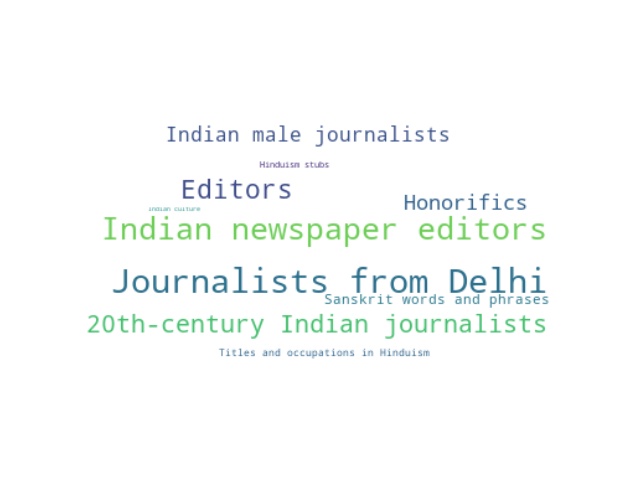 Indian male journalists
Hinduism stubs
Editors
Honorifics
indian culture
Indian newspaper editors
Journalists from Delhi
Sanskrit words and phrases
20th-century Indian journalists
Titles and occupations in Hinduism